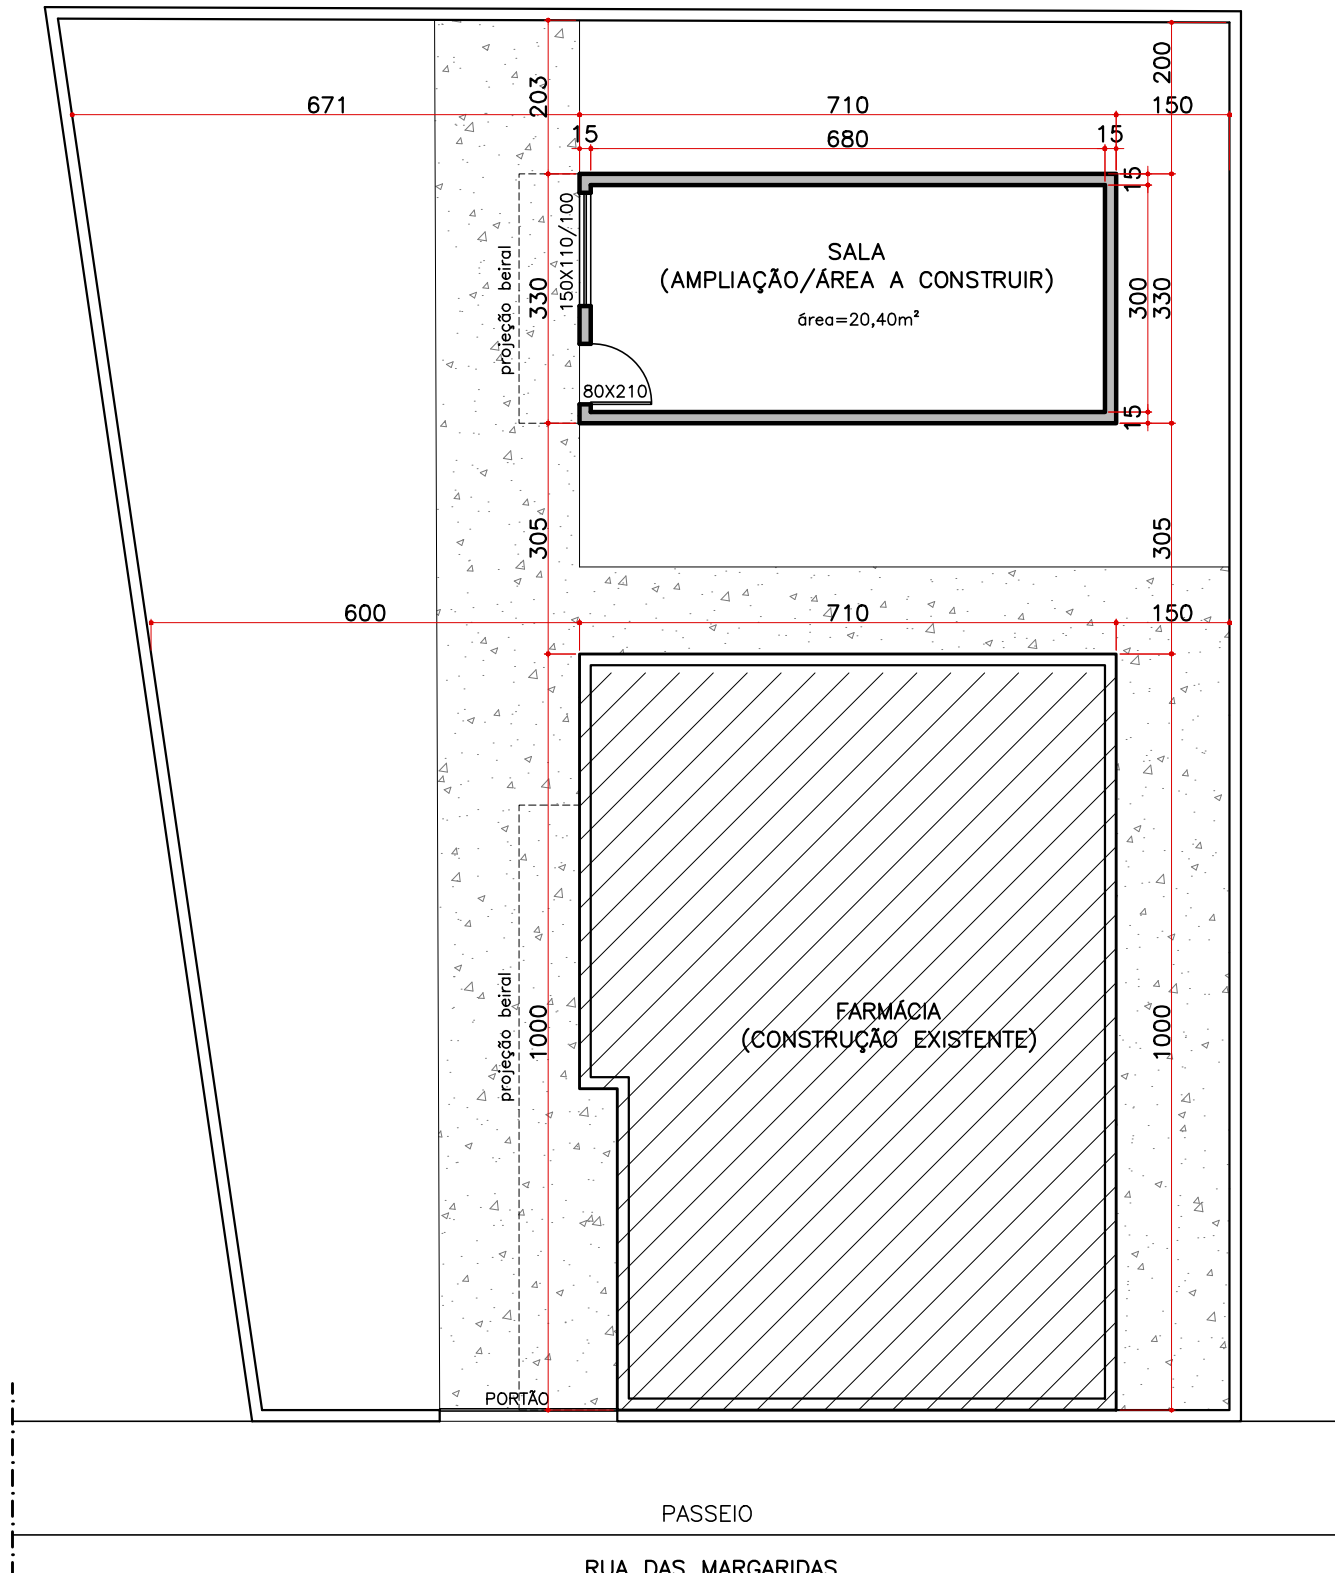 203
200
671
710
150
15
680
15
15
projeção beiral
330
150X110/100
SALA
(AMPLIAÇÃO/ÁREA A CONSTRUIR)
área=20,40m²
300
330
80X210
15
305
305
600
710
150
projeção beiral
1000
FARMÁCIA
(CONSTRUÇÃO EXISTENTE)
1000
PORTÃO
PASSEIO
RUA DAS MARGARIDAS